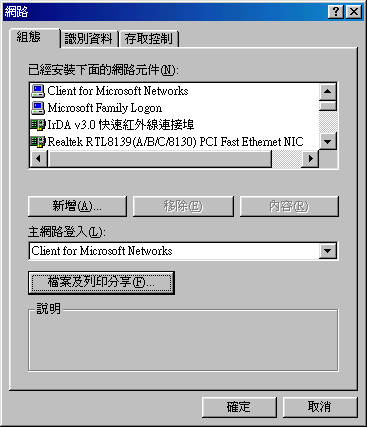 網路
組態 識別資料 存取控制
已經安裝下面的網路元件(N):
Client for Microsoft Networks
Microsoft Family Logon
IrDA v3.0 快速紅外線連接埠
Realtek RTL8139(A/B/C/8130) PCI Fast Ethernet NIC
新增(A)... 移除(E) 內容(R)
主網路登入(L):
Client for Microsoft Networks
檔案及列印分享(F)...
說明
確定 取消